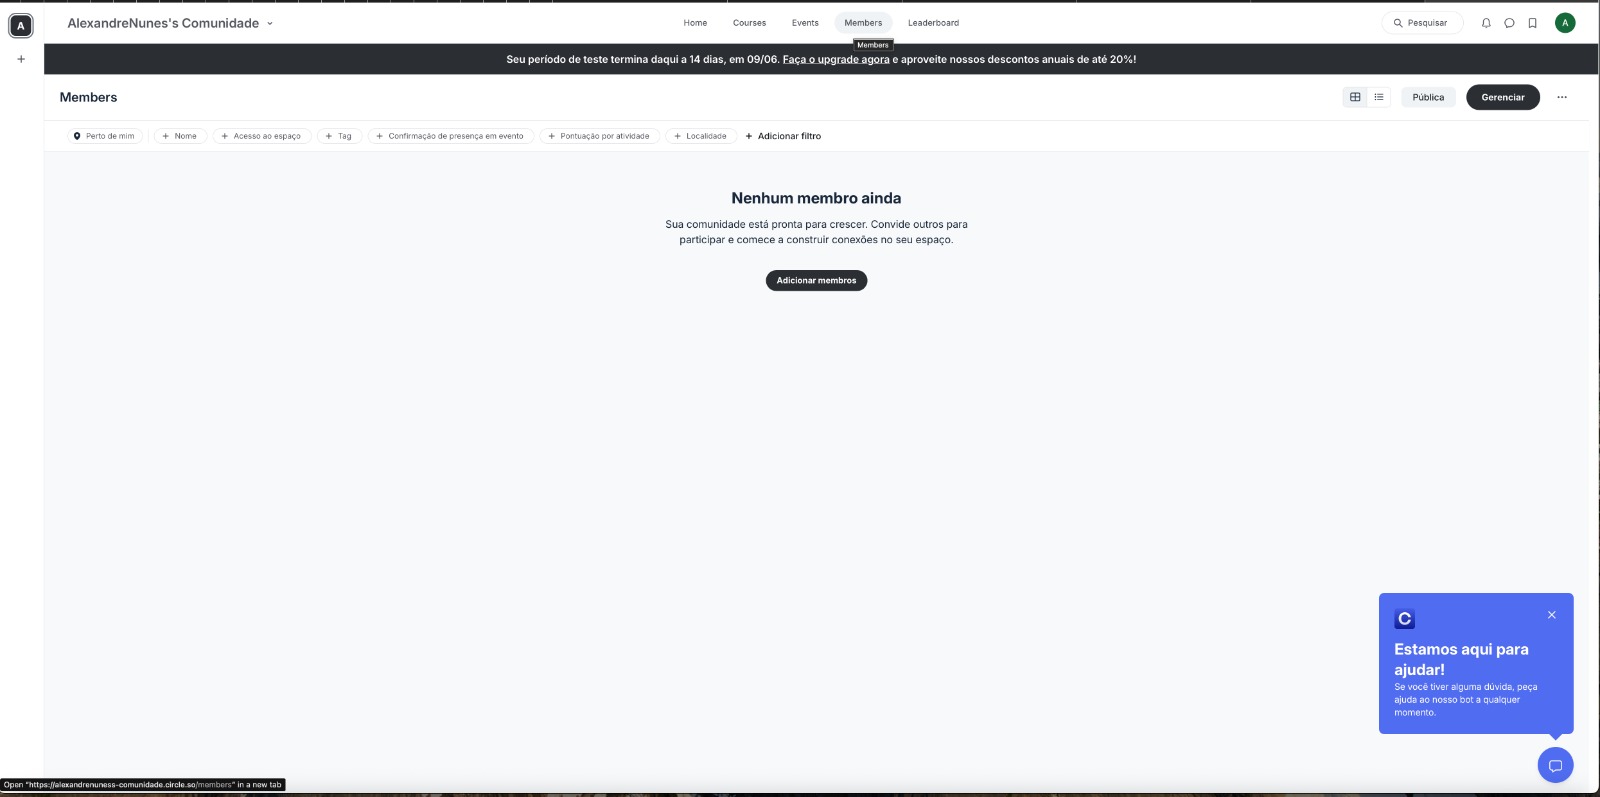 A
AlexandreNunes's Comunidade
Home
Courses
Events
Members
Leaderboard
Pesquisar
A
Members
Seu período de teste termina daqui a 14 dias, em 09/06. Faça o upgrade agora e aproveite nossos descontos anuais de até 20%!
Members
Pública
Gerenciar
Perto de mim
+ Nome
+ Acesso ao espaço
+ Tag
+ Confirmação de presença em evento
+ Pontuação por atividade
+ Localidade
+ Adicionar filtro
Nenhum membro ainda
Sua comunidade está pronta para crescer. Convide outros para
participar e comece a construir conexões no seu espaço.
Adicionar membros
C
Estamos aqui para
ajudar!
Se você tiver alguma dúvida, peça
ajuda ao nosso bot a qualquer
momento.
Open "https://alexandrenuness-comunidade.circle.so/members" in a new tab